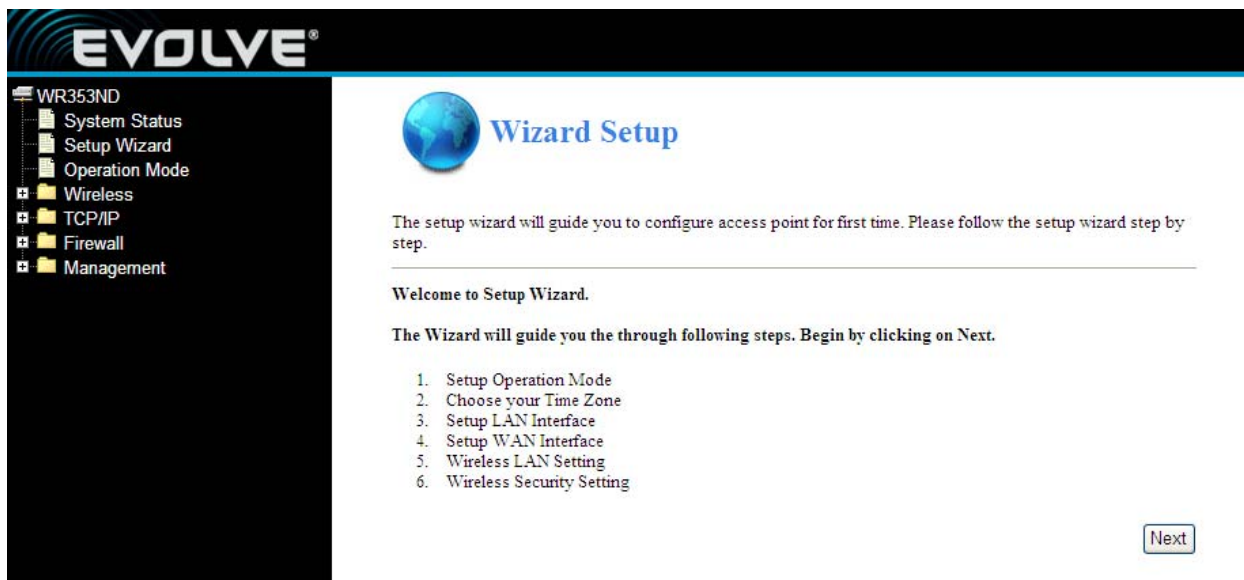 EVOLVE®
WR353ND
System Status
Setup Wizard
Operation Mode
Wireless
TCP/IP
Firewall
Management
Wizard Setup
The setup wizard will guide you to configure access point for first time. Please follow the setup wizard step by
step.
Welcome to Setup Wizard.
The Wizard will guide you the through following steps. Begin by clicking on Next.
1. Setup Operation Mode
2. Choose your Time Zone
3. Setup LAN Interface
4. Setup WAN Interface
5. Wireless LAN Setting
6. Wireless Security Setting
Next